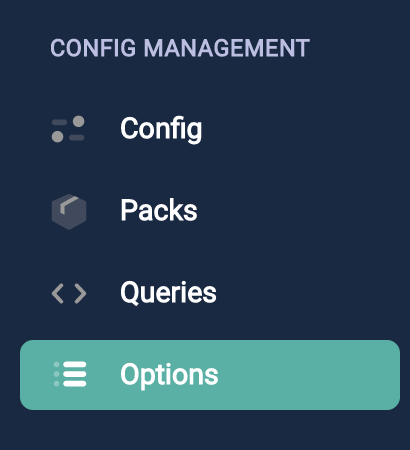 CONFIG MANAGEMENT
Config
Packs
Queries
Options